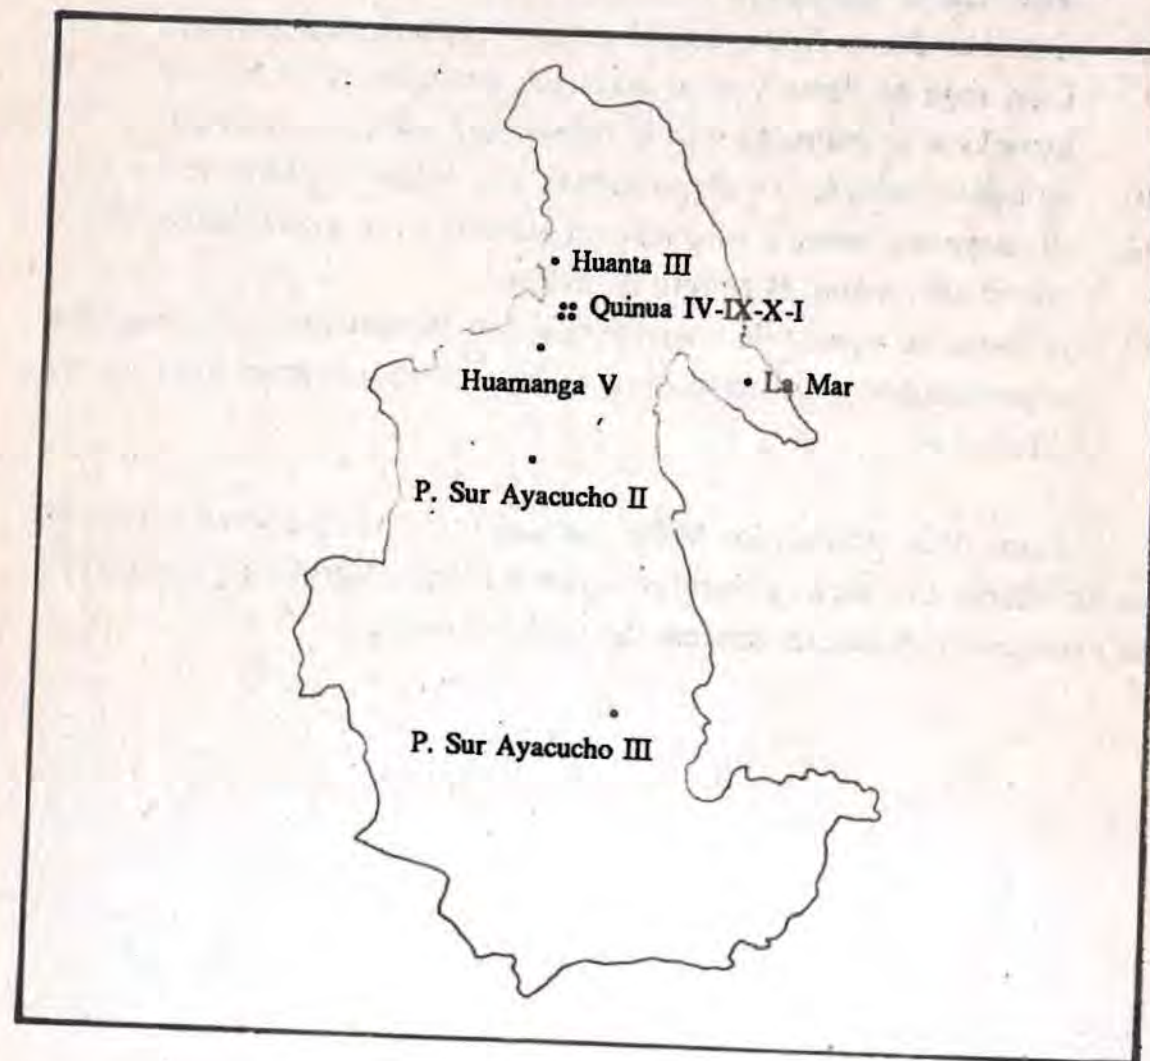 Huanta III
Quinua IV-IX-X-I
Huamanga V
La Mar
P. Sur Ayacucho II
P. Sur Ayacucho III